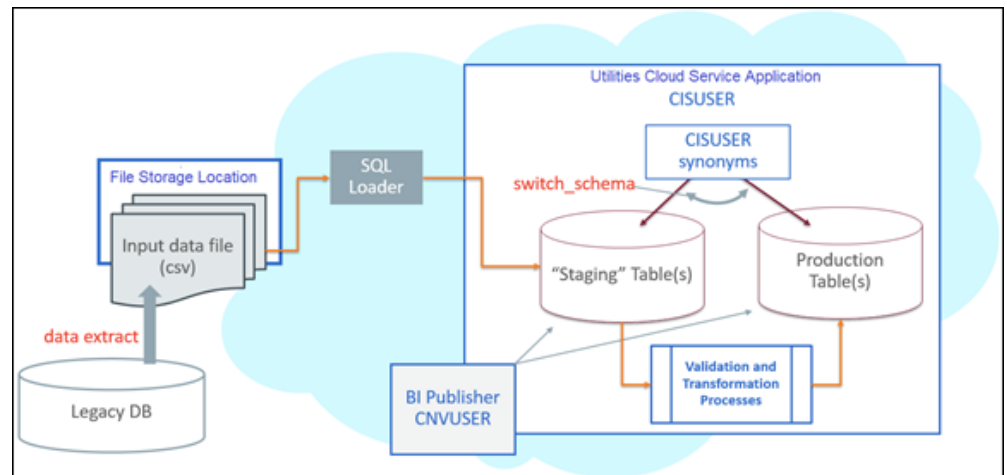 Utilities Cloud Service Application
CISUSER
CISUSER
synonyms
switch_schema
File Storage Location
SQL
Loader
Input data file
(csv)
"Staging" Table(s)
Production
Table(s)
data extract
Legacy DB
BI Publisher
CNVUSER
Validation and
Transformation
Processes